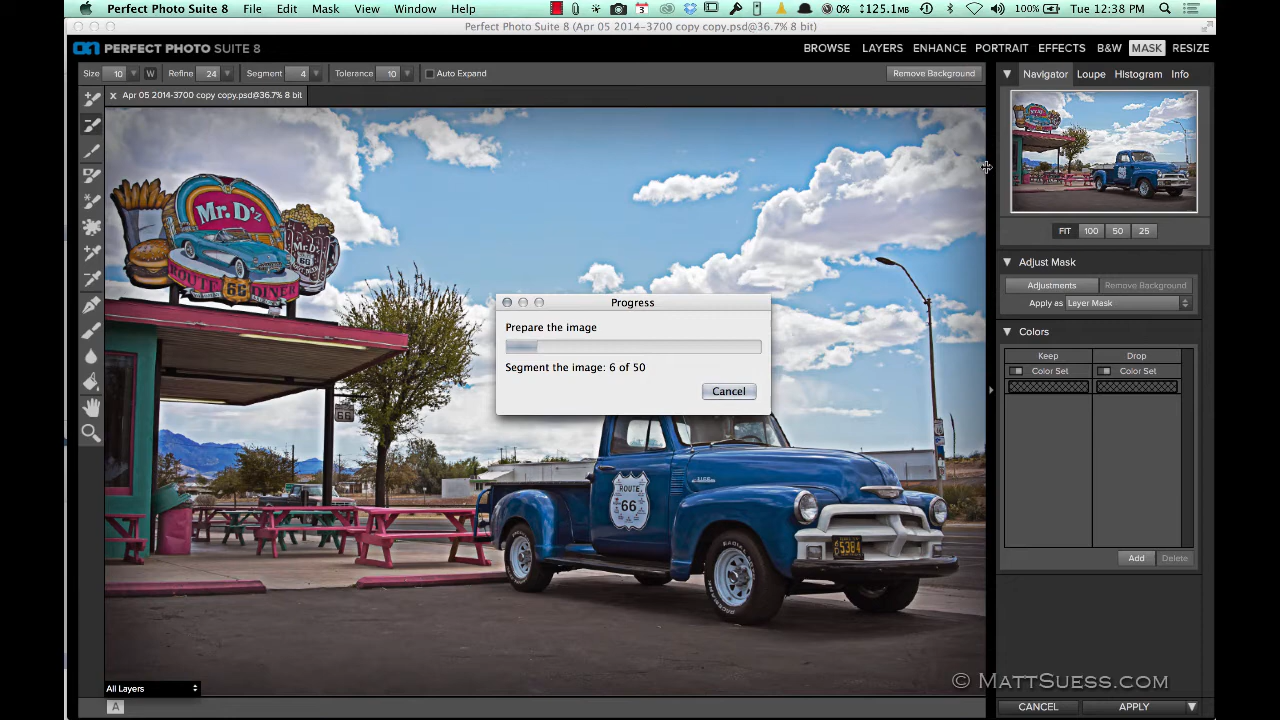 Perfect Photo Suite 8 File Edit Mask View Window Help
3 0% 125.1MB 100% Tue 12:38 PM
Perfect Photo Suite 8 (Apr 05 2014-3700 copy copy.psd@36.7% 8 bit)
on PERFECT PHOTO SUITE 8
BROWSE LAYERS ENHANCE PORTRAIT EFFECTS B&W MASK RESIZE
Size 10 W Refine 24 Segment 4 Tolerance 10 Auto Expand Remove Background
Navigator Loupe Histogram Info
x Apr 05 2014-3700 copy copy.psd@36.7% 8 bit
Mr. D'z
Mr. D'z
ROUTE 66 DINER
FIT 100 50 25
Adjust Mask
Adjustments Remove Background
Apply as Layer Mask
Progress
Prepare the image
Segment the image: 6 of 50
Cancel
Colors
Keep Drop
Color Set Color Set
66
ROUTE
66
5384
Add Delete
All Layers
© MattSuess.com
A
CANCEL APPLY